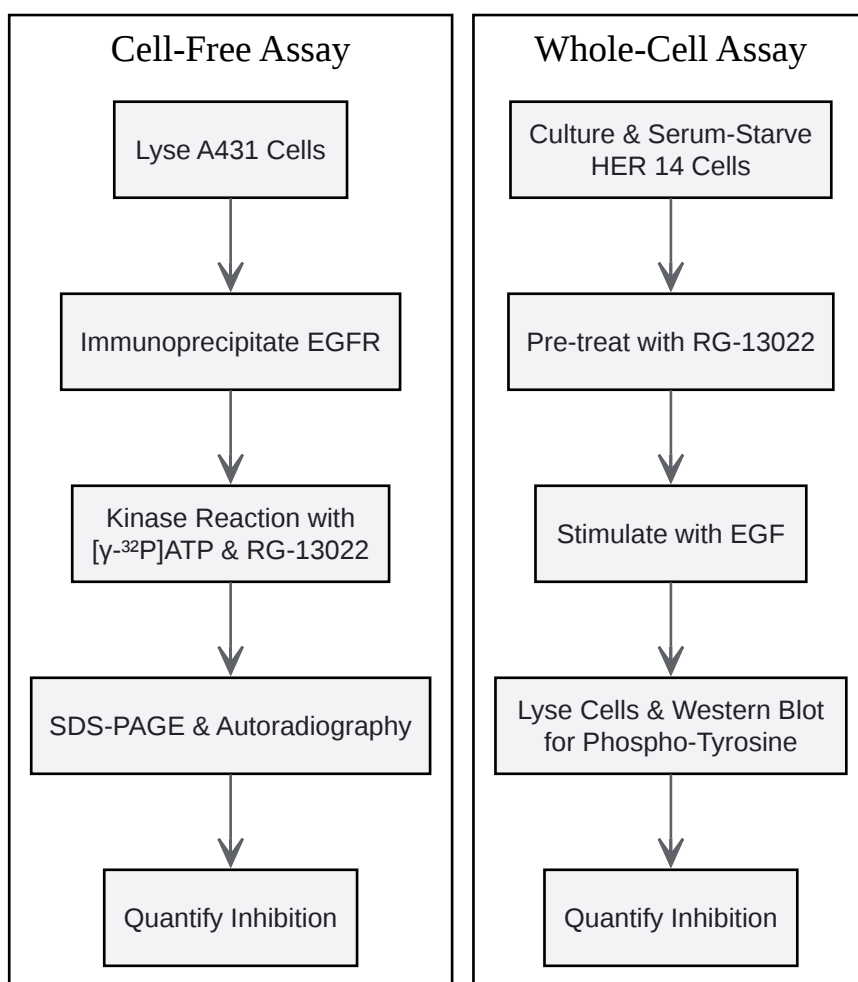 Cell-Free Assay
Lyse A431 Cells
Immunoprecipitate EGFR
Kinase Reaction with
[γ-³²P]ATP & RG-13022
SDS-PAGE & Autoradiography
Quantify Inhibition
Whole-Cell Assay
Culture & Serum-Starve
HER 14 Cells
Pre-treat with RG-13022
Stimulate with EGF
Lyse Cells & Western Blot
for Phospho-Tyrosine
Quantify Inhibition